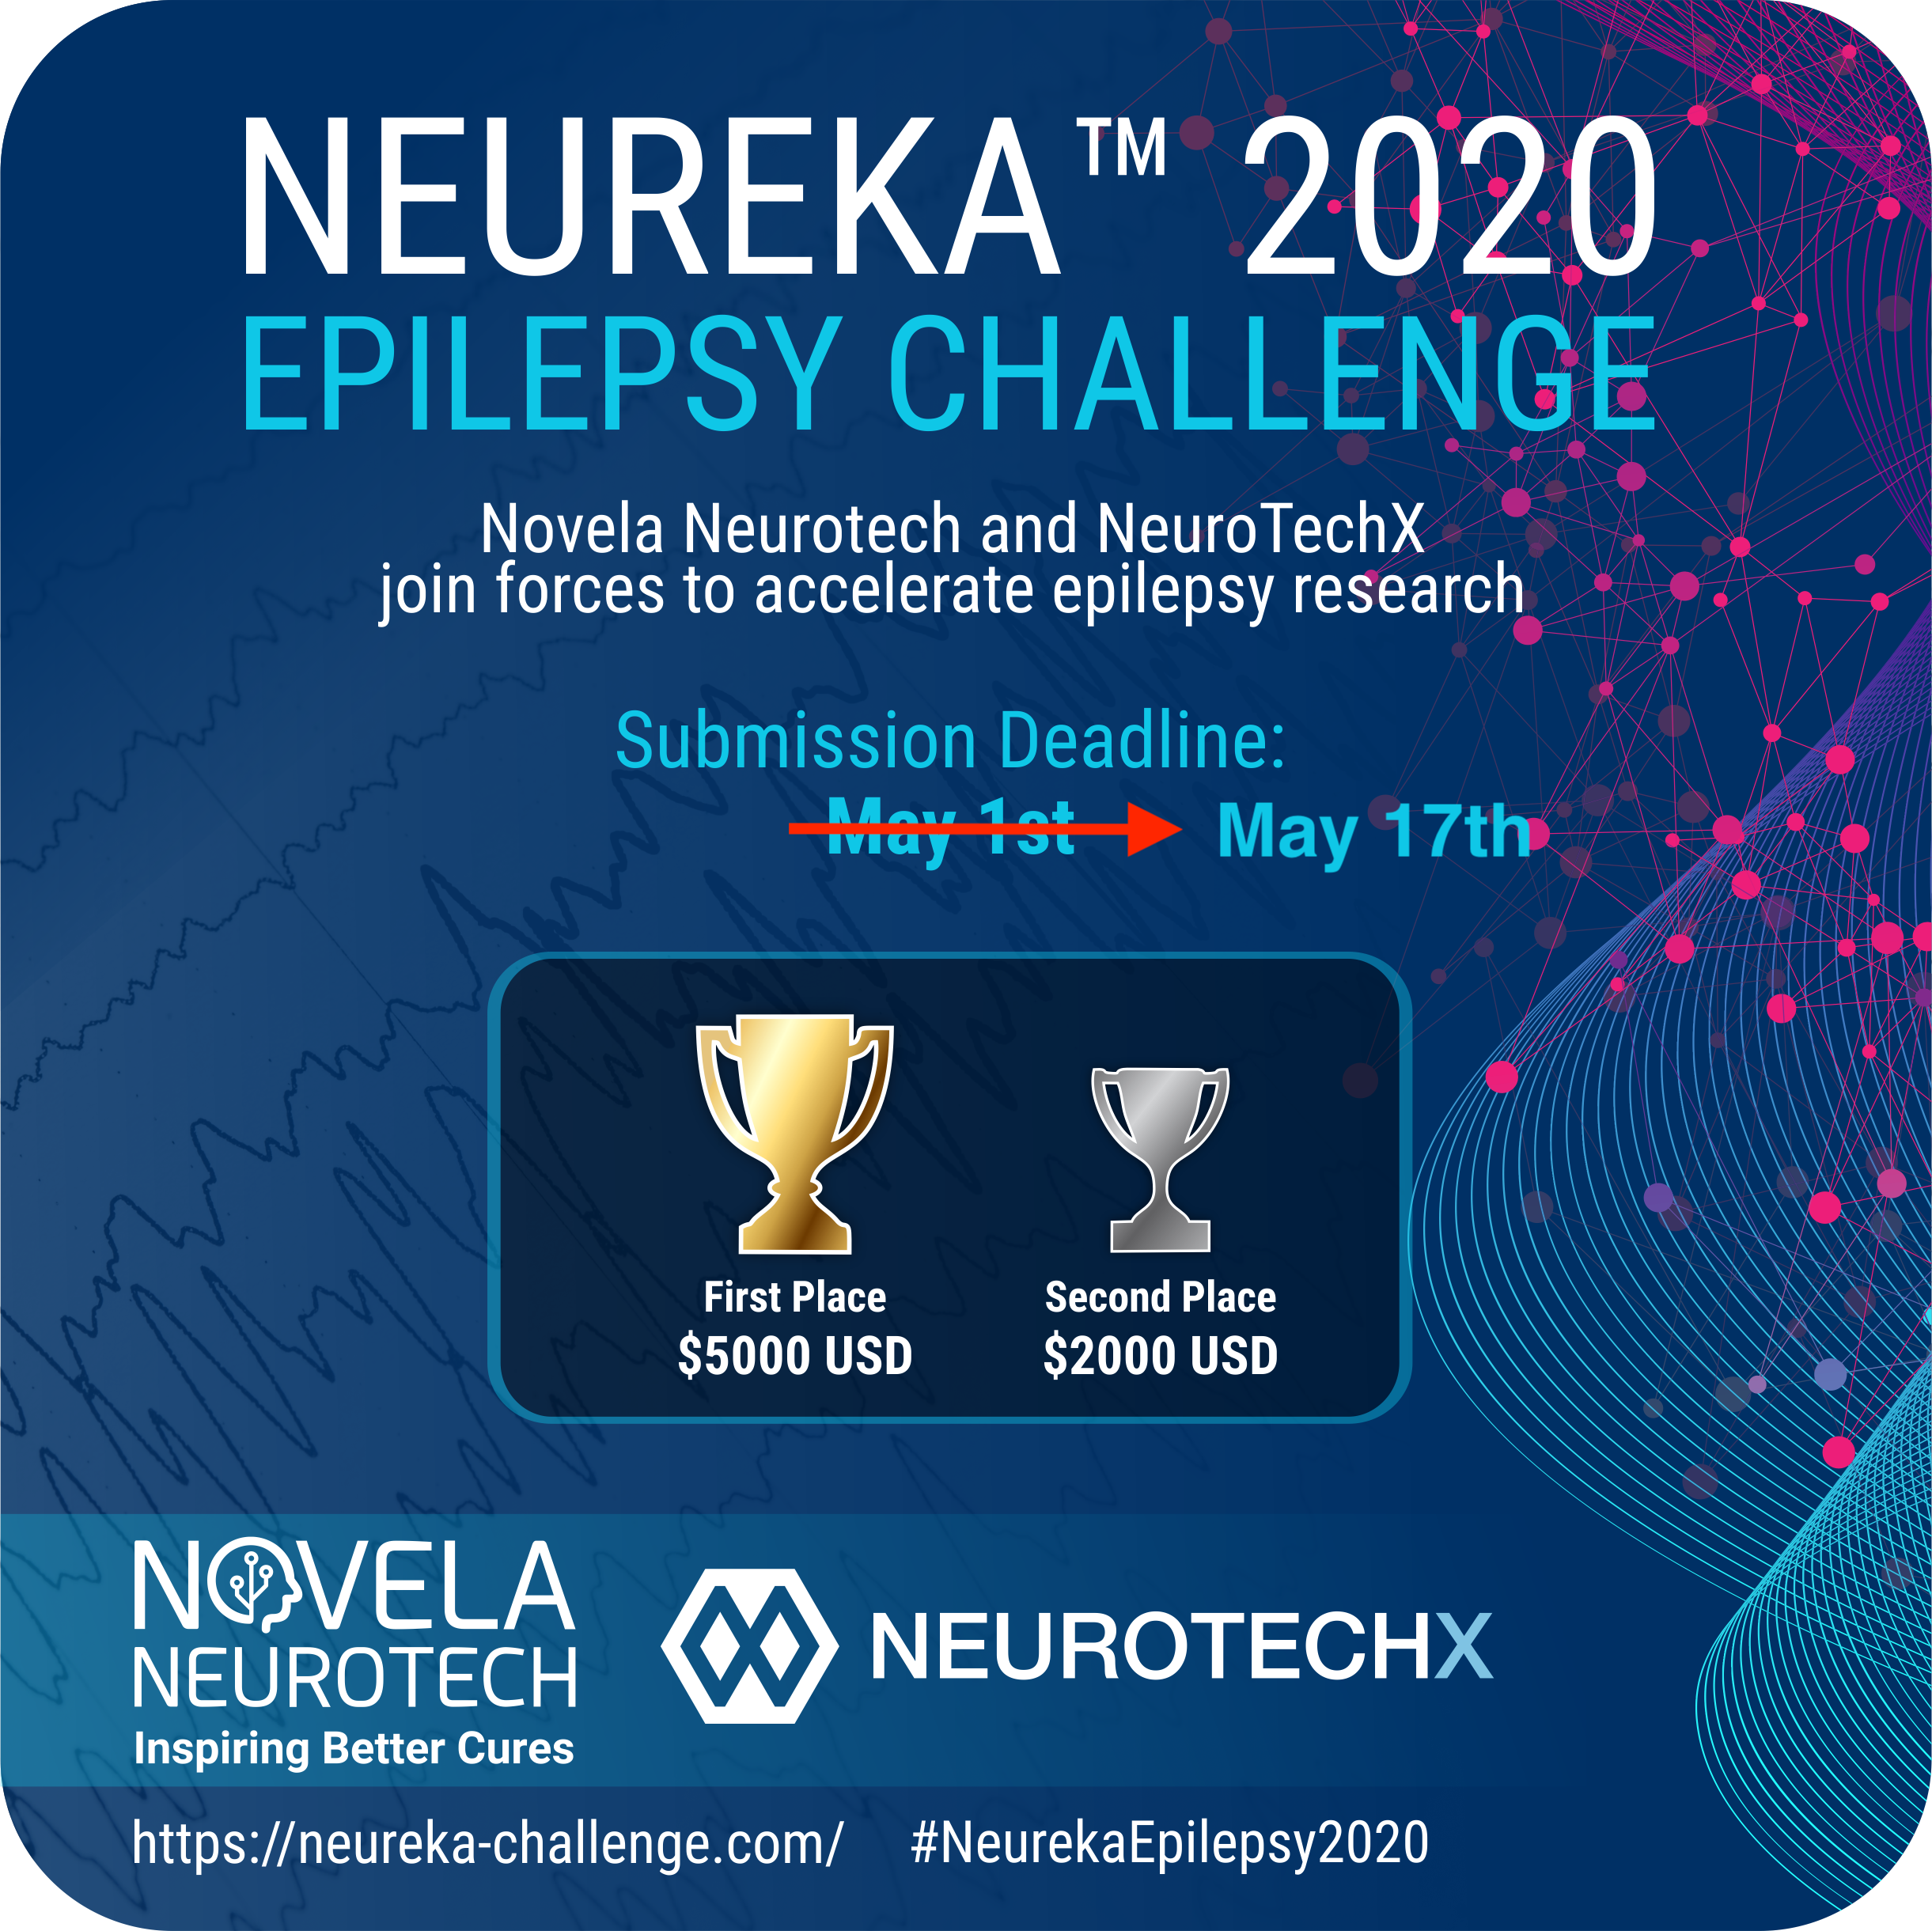 NEUREKA™ 2020
EPILEPSY CHALLENGE
Novela Neurotech and NeuroTechX
join forces to accelerate epilepsy research
Submission Deadline:
May 1st May 17th
First Place Second Place
$5000 USD $2000 USD
NOVELA
NEUROTECH
Inspiring Better Cures
NEUROTECHX
https://neureka-challenge.com/ #NeurekaEpilepsy2020